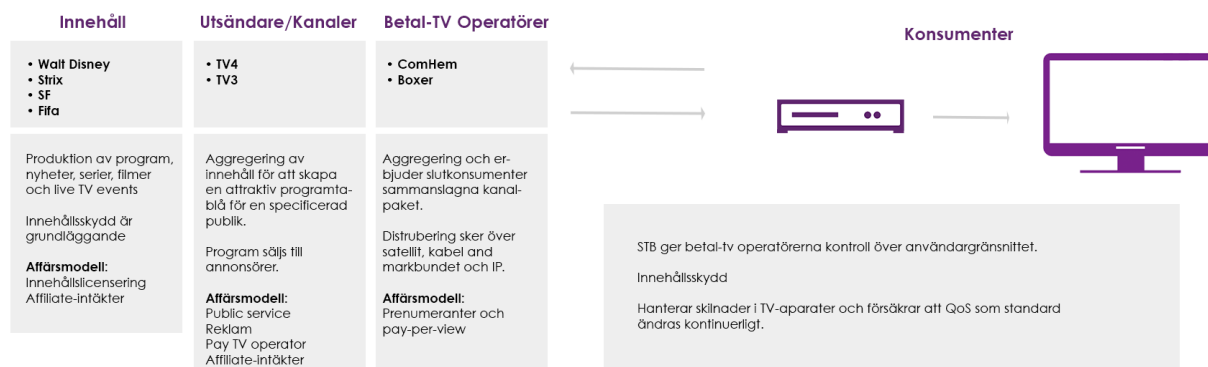 Innehåll
• Walt Disney
• Strix
• SF
• Fifa
Produktion av program,
nyheter, serier, filmer
och live TV events
Innehållsskydd är
grundläggande
Affärsmodell:
Innehållslicensering
Affiliate-intäkter
Utsändare/Kanaler
• TV4
• TV3
Aggregering av
innehåll för att skapa
en attraktiv programta-
blå för en specificerad
publik.
Program säljs till
annonsörer.
Affärsmodell:
Public service
Reklam
Pay TV operator
Affiliate-intäkter
Betal-TV Operatörer
• ComHem
• Boxer
Aggregering och er-
bjuder slutkonsumenter
sammanslagna kanal-
paket.
Distrubering sker över
satellit, kabel and
markbundet och IP.
Affärsmodell:
Prenumeranter och
pay-per-view
Konsumenter
STB ger betal-tv operatörerna kontroll över användargränsnittet.
Innehållsskydd
Hanterar skilnader i TV-aparater och försäkrar att QoS som standard
ändras kontinuerligt.